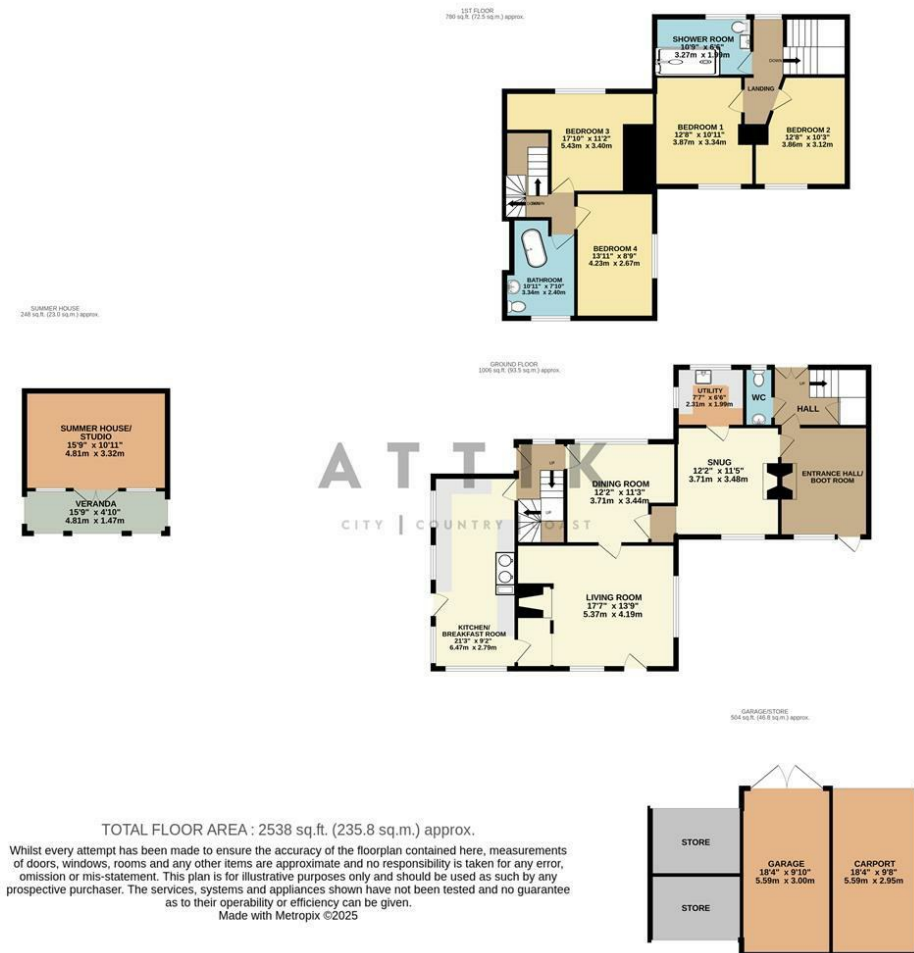 1ST FLOOR
780 sq.ft. (72.5 sq.m.) approx.
SHOWER ROOM
10'9" x 6'6"
3.27m x 1.99m
DOWN
LANDING
BEDROOM 3
17'10" x 11'2"
5.43m x 3.40m
BEDROOM 1
12'8" x 10'11"
3.87m x 3.34m
BEDROOM 2
12'8" x 10'3"
3.86m x 3.12m
BEDROOM 4
13'11" x 8'9"
4.23m x 2.67m
BATHROOM
10'11" x 7'10"
3.34m x 2.40m
SUMMER HOUSE
248 sq.ft. (23.0 sq.m.) approx.
SUMMER HOUSE/
STUDIO
15'9" x 10'11"
4.81m x 3.32m
VERANDA
15'9" x 4'10"
4.81m x 1.47m
GROUND FLOOR
1006 sq.ft. (93.5 sq.m.) approx.
UTILITY
7'7" x 6'6"
2.31m x 1.99m
WC
UP
HALL
SNUG
12'2" x 11'5"
3.71m x 3.48m
ENTRANCE HALL/
BOOT ROOM
UP
UP
DINING ROOM
12'2" x 11'3"
3.71m x 3.44m
ATTIK
CITY | COUNTRY | COAST
LIVING ROOM
17'7" x 13'9"
5.37m x 4.19m
KITCHEN/
BREAKFAST ROOM
21'3" x 9'2"
6.47m x 2.79m
GARAGE/STORE
504 sq.ft. (46.8 sq.m.) approx.
STORE
STORE
GARAGE
18'4" x 9'10"
5.59m x 3.00m
CARPORT
18'4" x 9'8"
5.59m x 2.95m
TOTAL FLOOR AREA : 2538 sq.ft. (235.8 sq.m.) approx.
Whilst every attempt has been made to ensure the accuracy of the floorplan contained here, measurements
of doors, windows, rooms and any other items are approximate and no responsibility is taken for any error,
omission or mis-statement. This plan is for illustrative purposes only and should be used as such by any
prospective purchaser. The services, systems and appliances shown have not been tested and no guarantee
as to their operability or efficiency can be given.
Made with Metropix ©2025